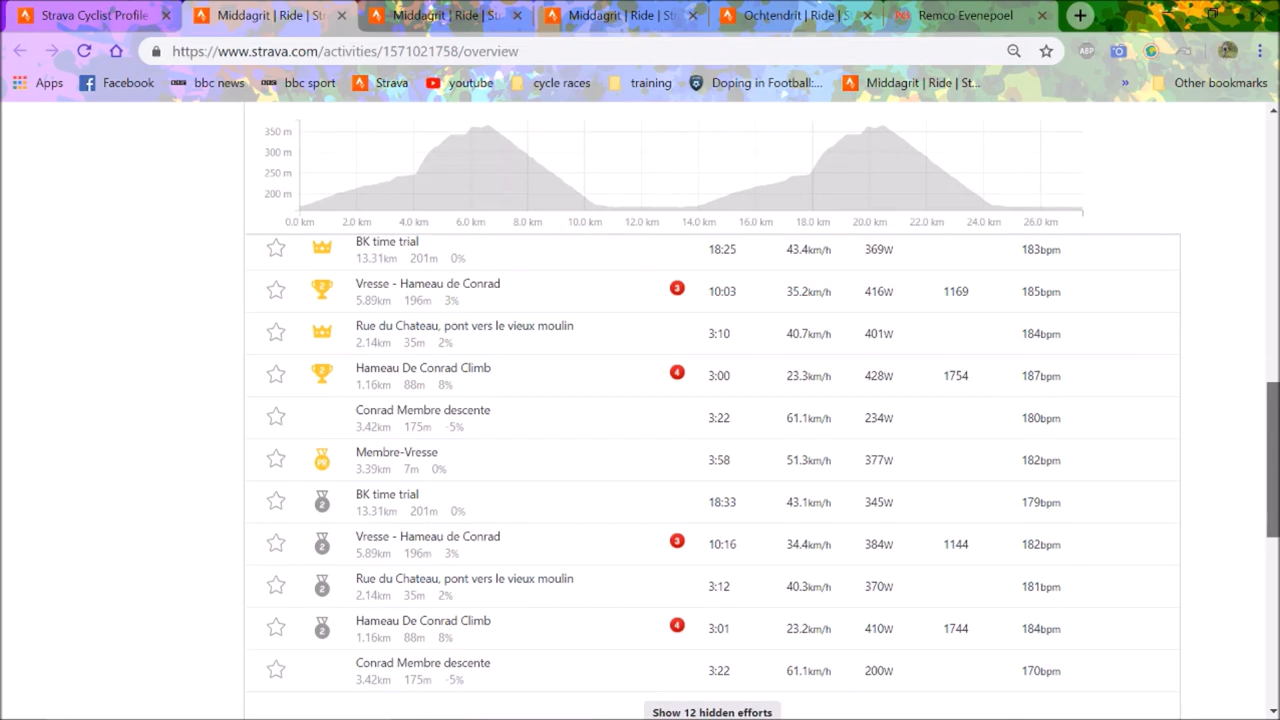 Strava Cyclist Profile
Middagrit | Ride | Str
Middagrit | Ride | St
Middagrit | Ride | St
Ochtendrit | Ride | S
Remco Evenepoel
https://www.strava.com/activities/1571021758/overview
ABP
Apps
Facebook
BBC bbc news
BBC bbc sport
Strava
youtube
cycle races
training
Doping in Football:...
Middagrit | Ride | St...
»
Other bookmarks
350 m
300 m
250 m
200 m
0.0 km 2.0 km 4.0 km 6.0 km 8.0 km 10.0 km 12.0 km 14.0 km 16.0 km 18.0 km 20.0 km 22.0 km 24.0 km 26.0 km
BK time trial 18:25 43.4km/h 369W 183bpm
13.31km 201m 0%
2 Vresse - Hameau de Conrad 3 10:03 35.2km/h 416W 1169 185bpm
5.89km 196m 3%
Rue du Chateau, pont vers le vieux moulin 3:10 40.7km/h 401W 184bpm
2.14km 35m 2%
2 Hameau De Conrad Climb 4 3:00 23.3km/h 428W 1754 187bpm
1.16km 88m 8%
Conrad Membre descente 3:22 61.1km/h 234W 180bpm
3.42km 175m -5%
PR Membre-Vresse 3:58 51.3km/h 377W 182bpm
3.39km 7m 0%
2 BK time trial 18:33 43.1km/h 345W 179bpm
13.31km 201m 0%
2 Vresse - Hameau de Conrad 3 10:16 34.4km/h 384W 1144 182bpm
5.89km 196m 3%
2 Rue du Chateau, pont vers le vieux moulin 3:12 40.3km/h 370W 181bpm
2.14km 35m 2%
2 Hameau De Conrad Climb 4 3:01 23.2km/h 410W 1744 184bpm
1.16km 88m 8%
Conrad Membre descente 3:22 61.1km/h 200W 170bpm
3.42km 175m -5%
Show 12 hidden efforts